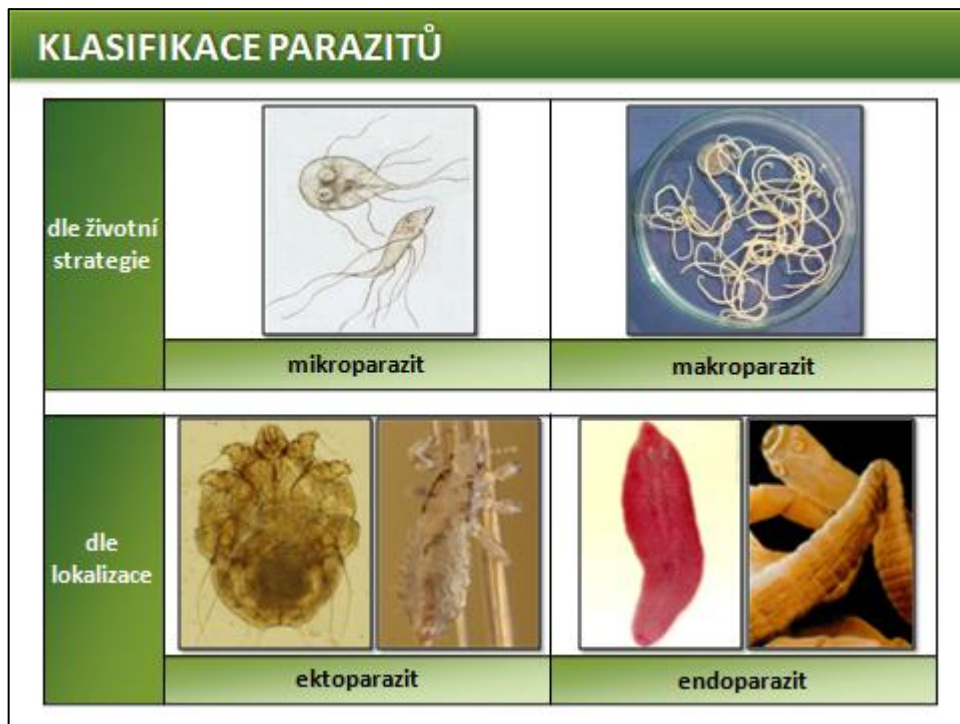 KLASIFIKACE PARAZITŮ
dle životní
strategie
mikroparazit
makroparazit
dle
lokalizace
ektoparazit
endoparazit